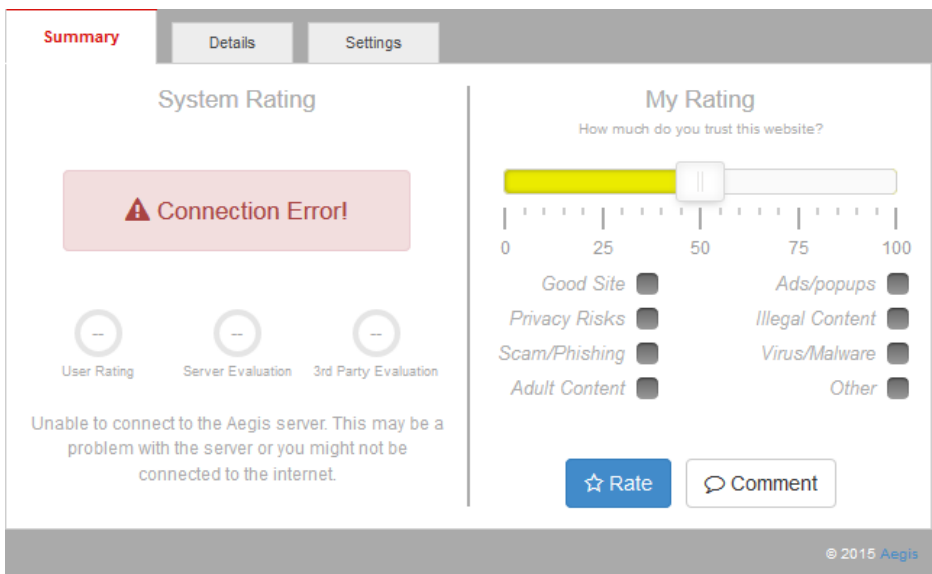 Summary
Details
Settings
System Rating
Connection Error!
--
--
--
User Rating
Server Evaluation
3rd Party Evaluation
Unable to connect to the Aegis server. This may be a
problem with the server or you might not be
connected to the internet.
My Rating
How much do you trust this website?
0
25
50
75
100
Good Site
Ads/popups
Privacy Risks
Illegal Content
Scam/Phishing
Virus/Malware
Adult Content
Other
Rate
Comment
© 2015 Aegis